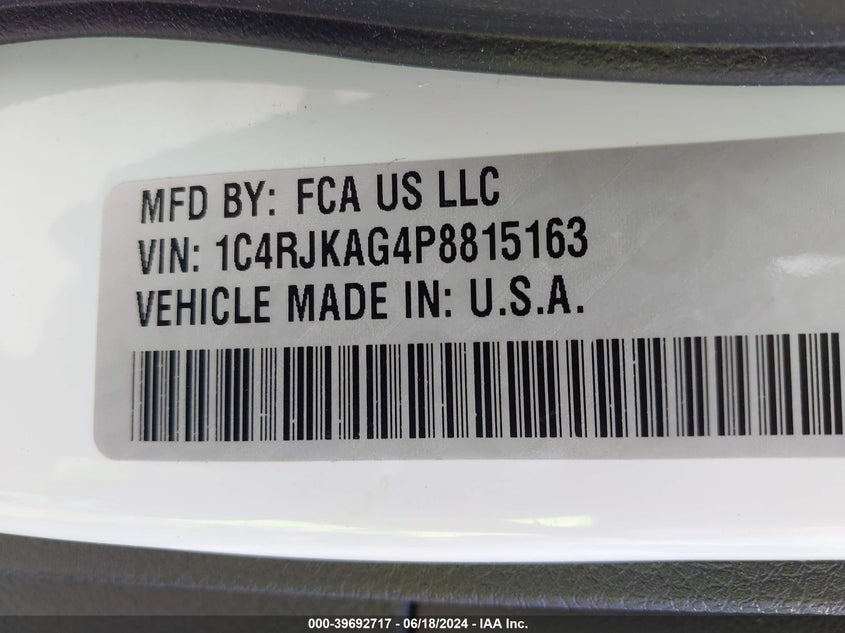 MFD BY: FCA US LLC
VIN: 1C4RJKAG4P8815163
VEHICLE MADE IN: U.S.A.
000-39692717 - 06/18/2024 - IAA Inc.